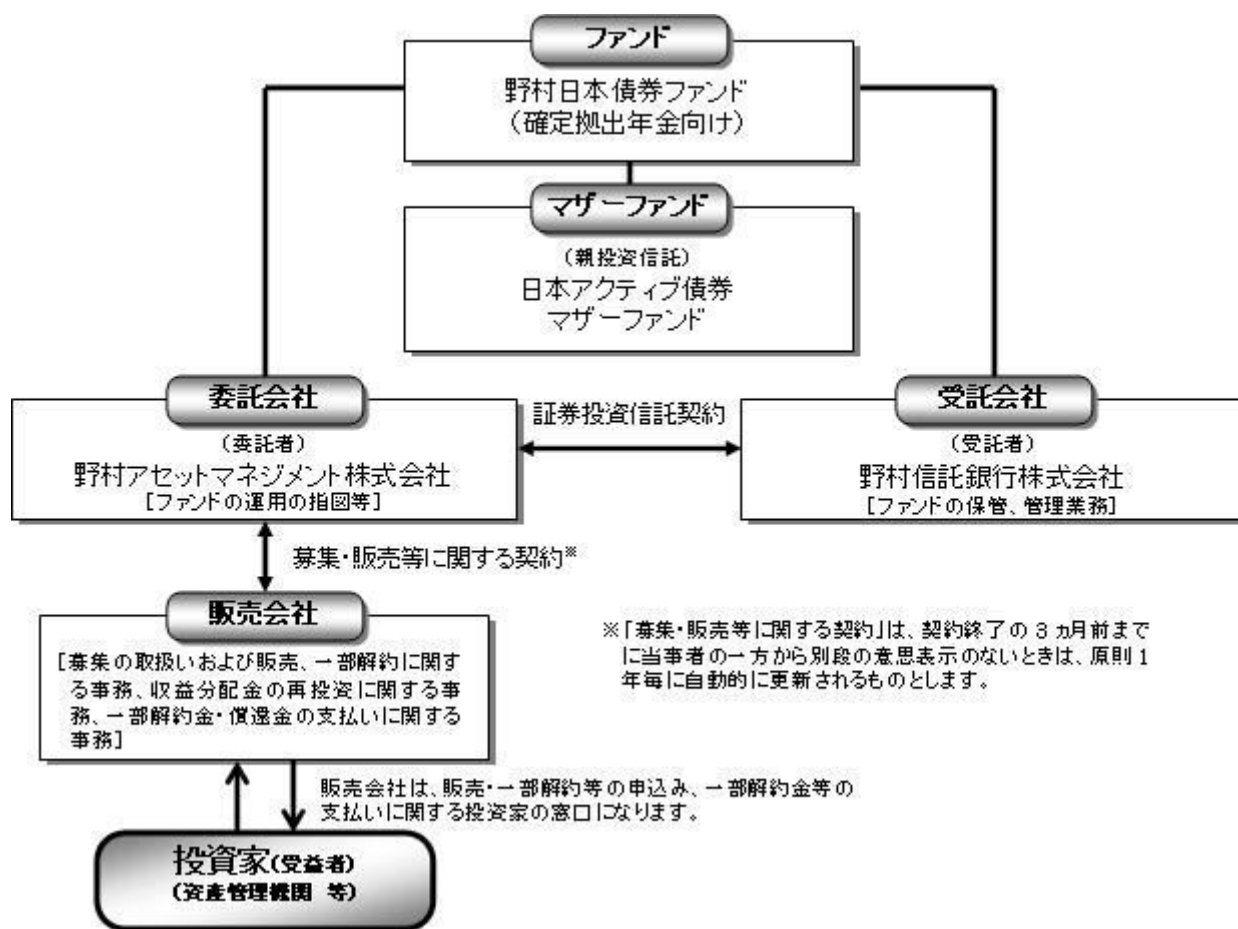 ファンド
野村日本債券ファンド
（確定拠出年金向け）
マザーファンド
（親投資信託）
日本アクティブ債券
マザーファンド
委託会社
（委託者）
野村アセットマネジメント株式会社
[ファンドの運用の指図等]
証券投資信託契約
受託会社
（受託者）
野村信託銀行株式会社
[ファンドの保管、管理業務]
募集・販売等に関する契約※
販売会社
[募集の取扱いおよび販売、一部解約に関す
る事務、収益分配金の再投資に関する事
務、一部解約金・償還金の支払いに関する
事務]
※「募集・販売等に関する契約」は、契約終了の3ヵ月前まで
に当事者の一方から別段の意思表示のないときは、原則1
年毎に自動的に更新されるものとします。
販売会社は、販売・一部解約等の申込み、一部解約金等の
支払いに関する投資家の窓口になります。
投資家(受益者)
(資産管理機関 等)